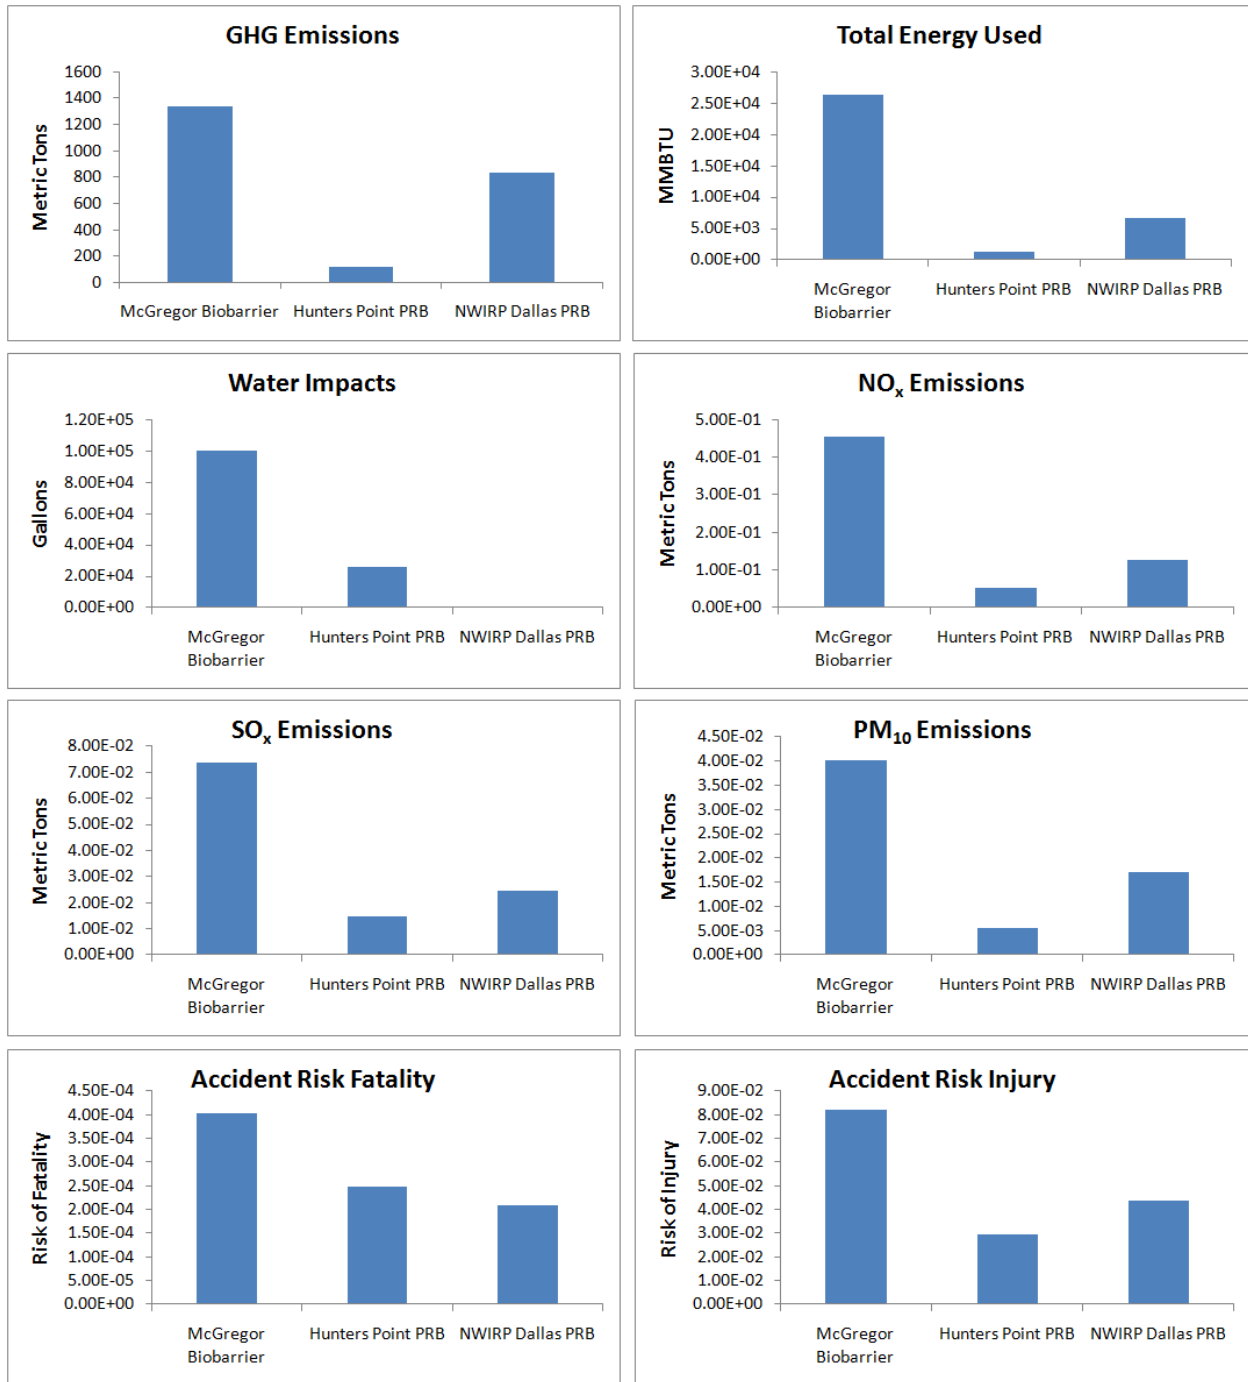 GHG Emissions
Metric Tons
1600
1400
1200
1000
800
600
400
200
0
McGregor Biobarrier
Hunters Point PRB
NWIRP Dallas PRB
Total Energy Used
MMBTU
3.00E+04
2.50E+04
2.00E+04
1.50E+04
1.00E+04
5.00E+03
0.00E+00
McGregor
Biobarrier
Hunters Point PRB
NWIRP Dallas PRB
Water Impacts
Gallons
1.20E+05
1.00E+05
8.00E+04
6.00E+04
4.00E+04
2.00E+04
0.00E+00
McGregor
Biobarrier
Hunters Point PRB
NWIRP Dallas PRB
NOx Emissions
Metric Tons
5.00E-01
4.00E-01
3.00E-01
2.00E-01
1.00E-01
0.00E+00
McGregor
Biobarrier
Hunters Point PRB
NWIRP Dallas PRB
SOx Emissions
Metric Tons
8.00E-02
7.00E-02
6.00E-02
5.00E-02
4.00E-02
3.00E-02
2.00E-02
1.00E-02
0.00E+00
McGregor
Biobarrier
Hunters Point PRB
NWIRP Dallas PRB
PM10 Emissions
Metric Tons
4.50E-02
4.00E-02
3.50E-02
3.00E-02
2.50E-02
2.00E-02
1.50E-02
1.00E-02
5.00E-03
0.00E+00
McGregor
Biobarrier
Hunters Point PRB
NWIRP Dallas PRB
Accident Risk Fatality
Risk of Fatality
4.50E-04
4.00E-04
3.50E-04
3.00E-04
2.50E-04
2.00E-04
1.50E-04
1.00E-04
5.00E-05
0.00E+00
McGregor
Biobarrier
Hunters Point PRB
NWIRP Dallas PRB
Accident Risk Injury
Risk of Injury
9.00E-02
8.00E-02
7.00E-02
6.00E-02
5.00E-02
4.00E-02
3.00E-02
2.00E-02
1.00E-02
0.00E+00
McGregor
Biobarrier
Hunters Point PRB
NWIRP Dallas PRB